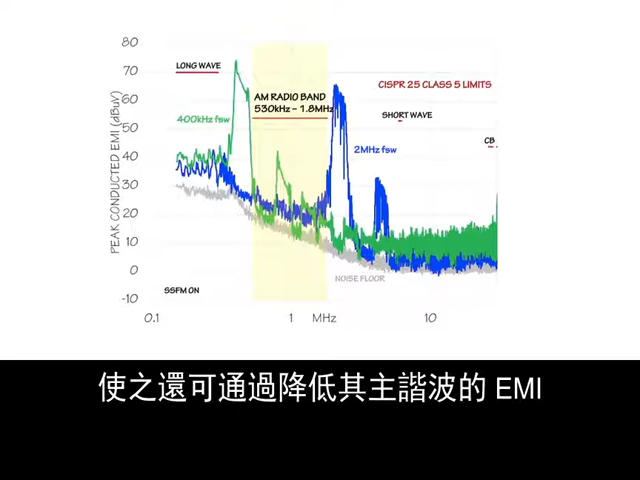 80
70
60
50
40
30
20
10
0
-10
PEAK CONDUCTED EMI (dBuV)
LONG WAVE
AM RADIO BAND
530kHz – 1.8MHz
CISPR 25 CLASS 5 LIMITS
SHORT WAVE
400kHz fsw
2MHz fsw
CB
NOISE FLOOR
SSFM ON
0.1
1
MHz
10
使之還可通過降低其主諧波的 EMI